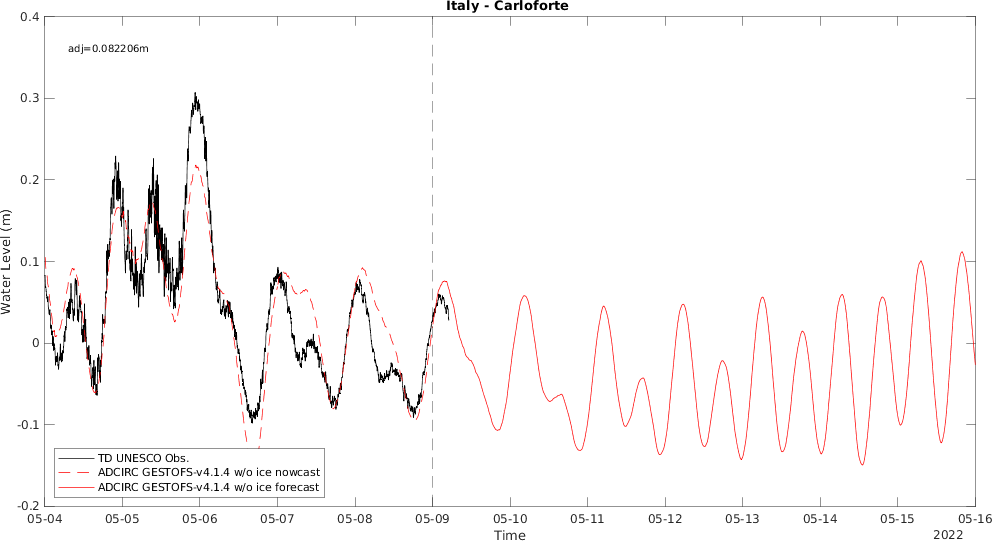 Italy - Carloforte
adj=0.082206m
0.4
0.3
0.2
0.1
0
-0.1
-0.2
Water Level (m)
TD UNESCO Obs.
ADCIRC GESTOFS-v4.1.4 w/o ice nowcast
ADCIRC GESTOFS-v4.1.4 w/o ice forecast
05-04 05-05 05-06 05-07 05-08 05-09 05-10 05-11 05-12 05-13 05-14 05-15 05-16
Time
2022